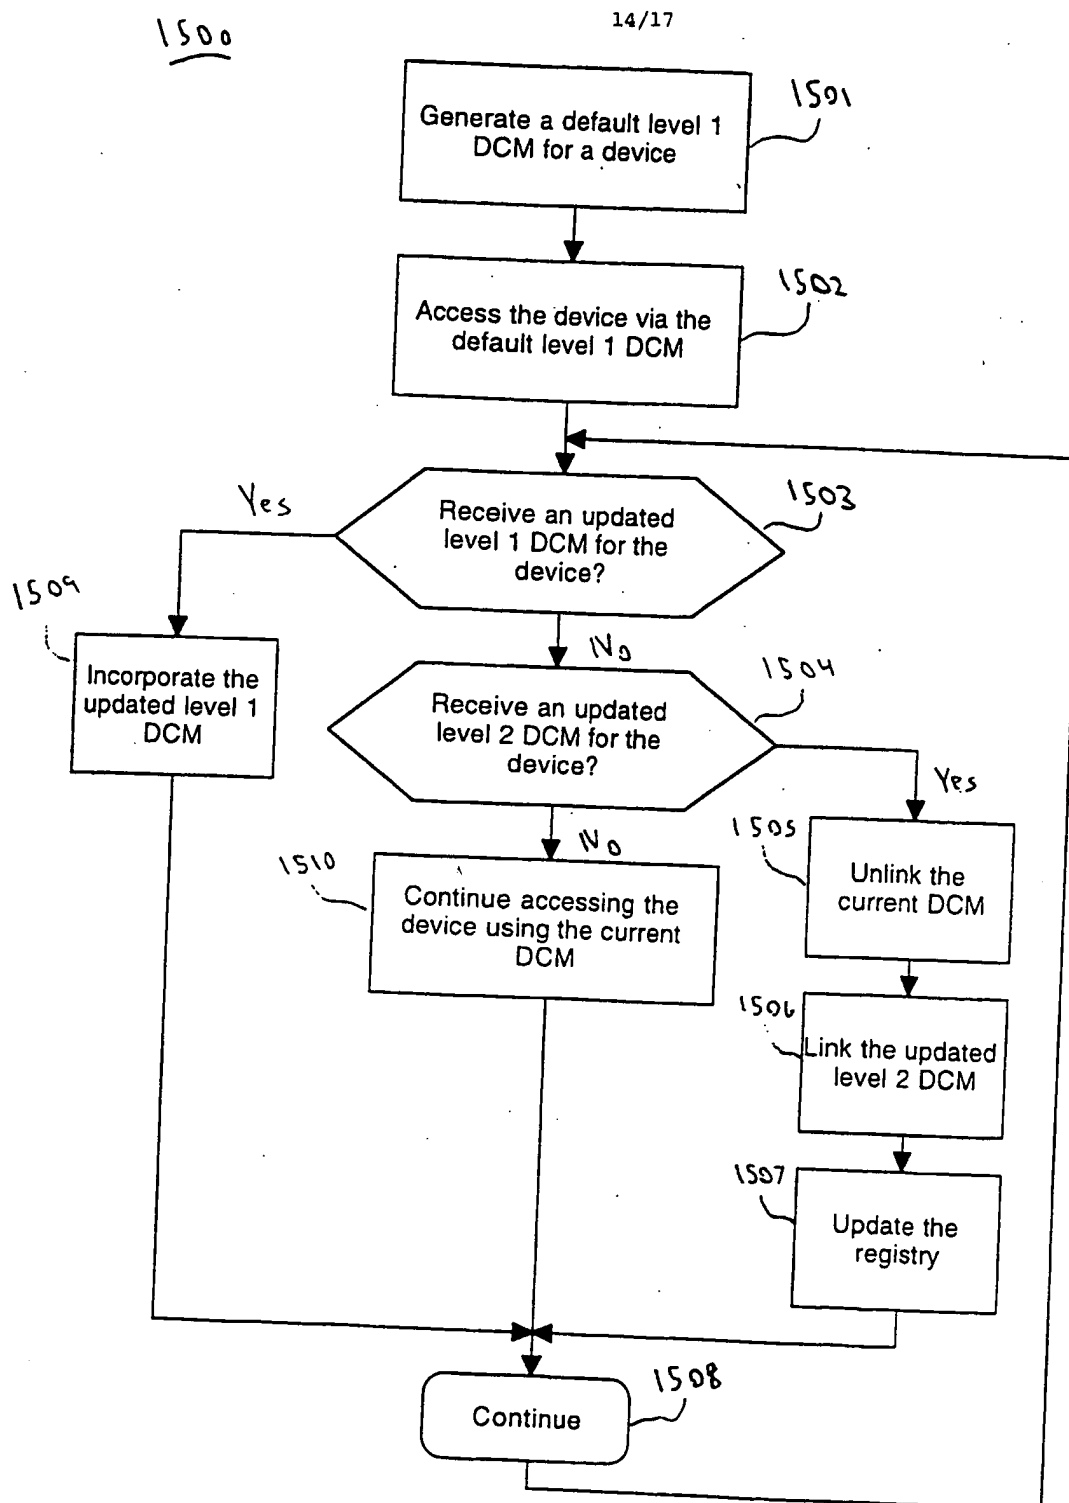 1500
14/17
Generate a default level 1
DCM for a device
1501
Access the device via the
default level 1 DCM
1502
Yes
Receive an updated
level 1 DCM for the
device?
1503
1509
Incorporate the
updated level 1
DCM
No
Receive an updated
level 2 DCM for the
device?
1504
Yes
No
1510
Continue accessing the
device using the current
DCM
1505
Unlink the
current DCM
1506
Link the updated
level 2 DCM
1507
Update the
registry
Continue
1508